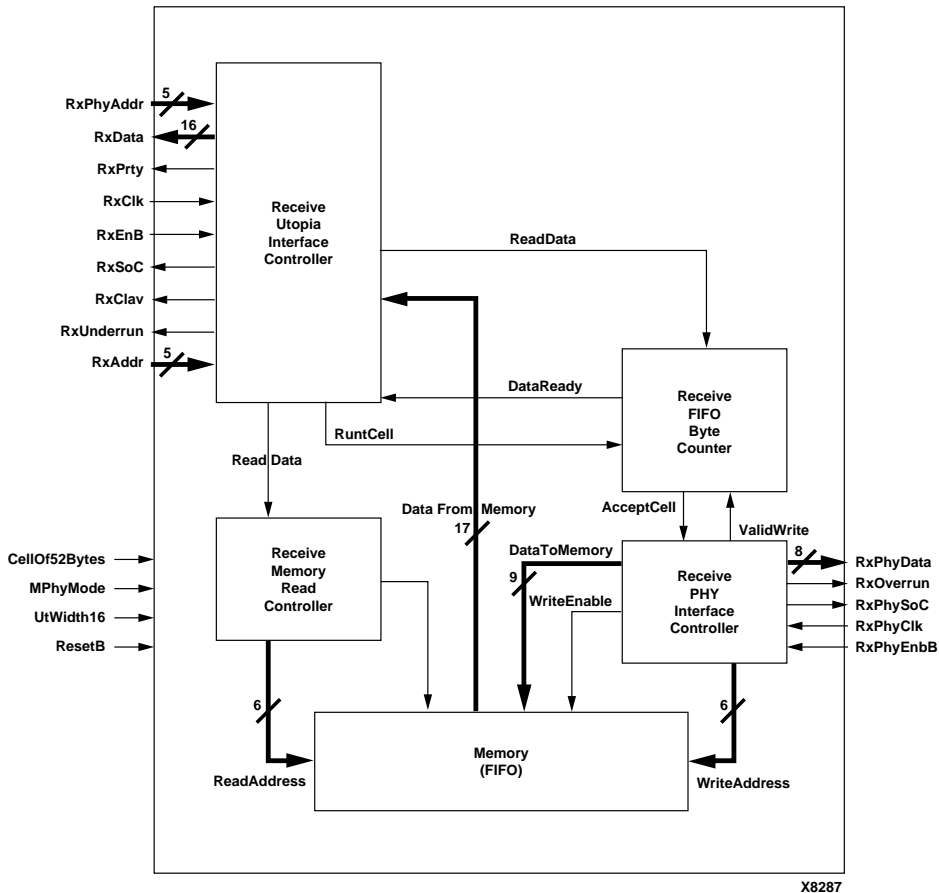 RxPhyAddr
5
RxData
16
RxPrty
RxClk
RxEnB
RxSoC
RxClav
RxUnderrun
RxAddr
5
Receive
Utopia
Interface
Controller
ReadData
DataReady
RuntCell
Receive
FIFO
Byte
Counter
Read Data
Data From Memory
17
AcceptCell
ValidWrite
CellOf52Bytes
MPhyMode
UtWidth16
ResetB
Receive
Memory
Read
Controller
DataToMemory
9
WriteEnable
Receive
PHY
Interface
Controller
8
RxPhyData
RxOverrun
RxPhySoC
RxPhyClk
RxPhyEnbB
6
ReadAddress
Memory
(FIFO)
6
WriteAddress
X8287